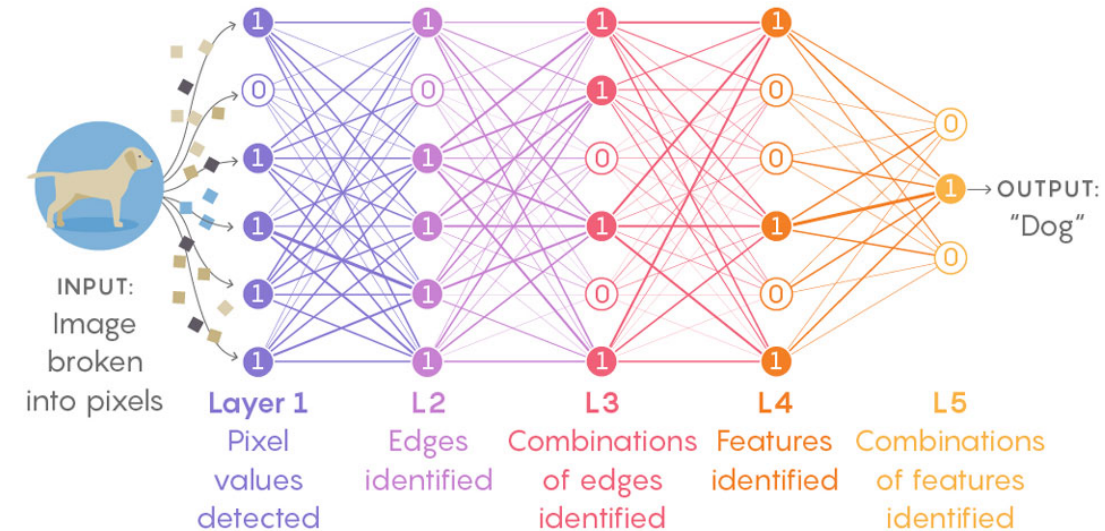 1 1 1 1
0 0 1 0
0
1 1 0 0
1
OUTPUT:
"Dog"
1 1 1 1
0
INPUT:
Image
broken
into pixels
1 1 0 0
1 1 1 1
Layer 1
Pixel
values
detected
L2
Edges
identified
L3
Combinations
of edges
identified
L4
Features
identified
L5
Combinations
of features
identified